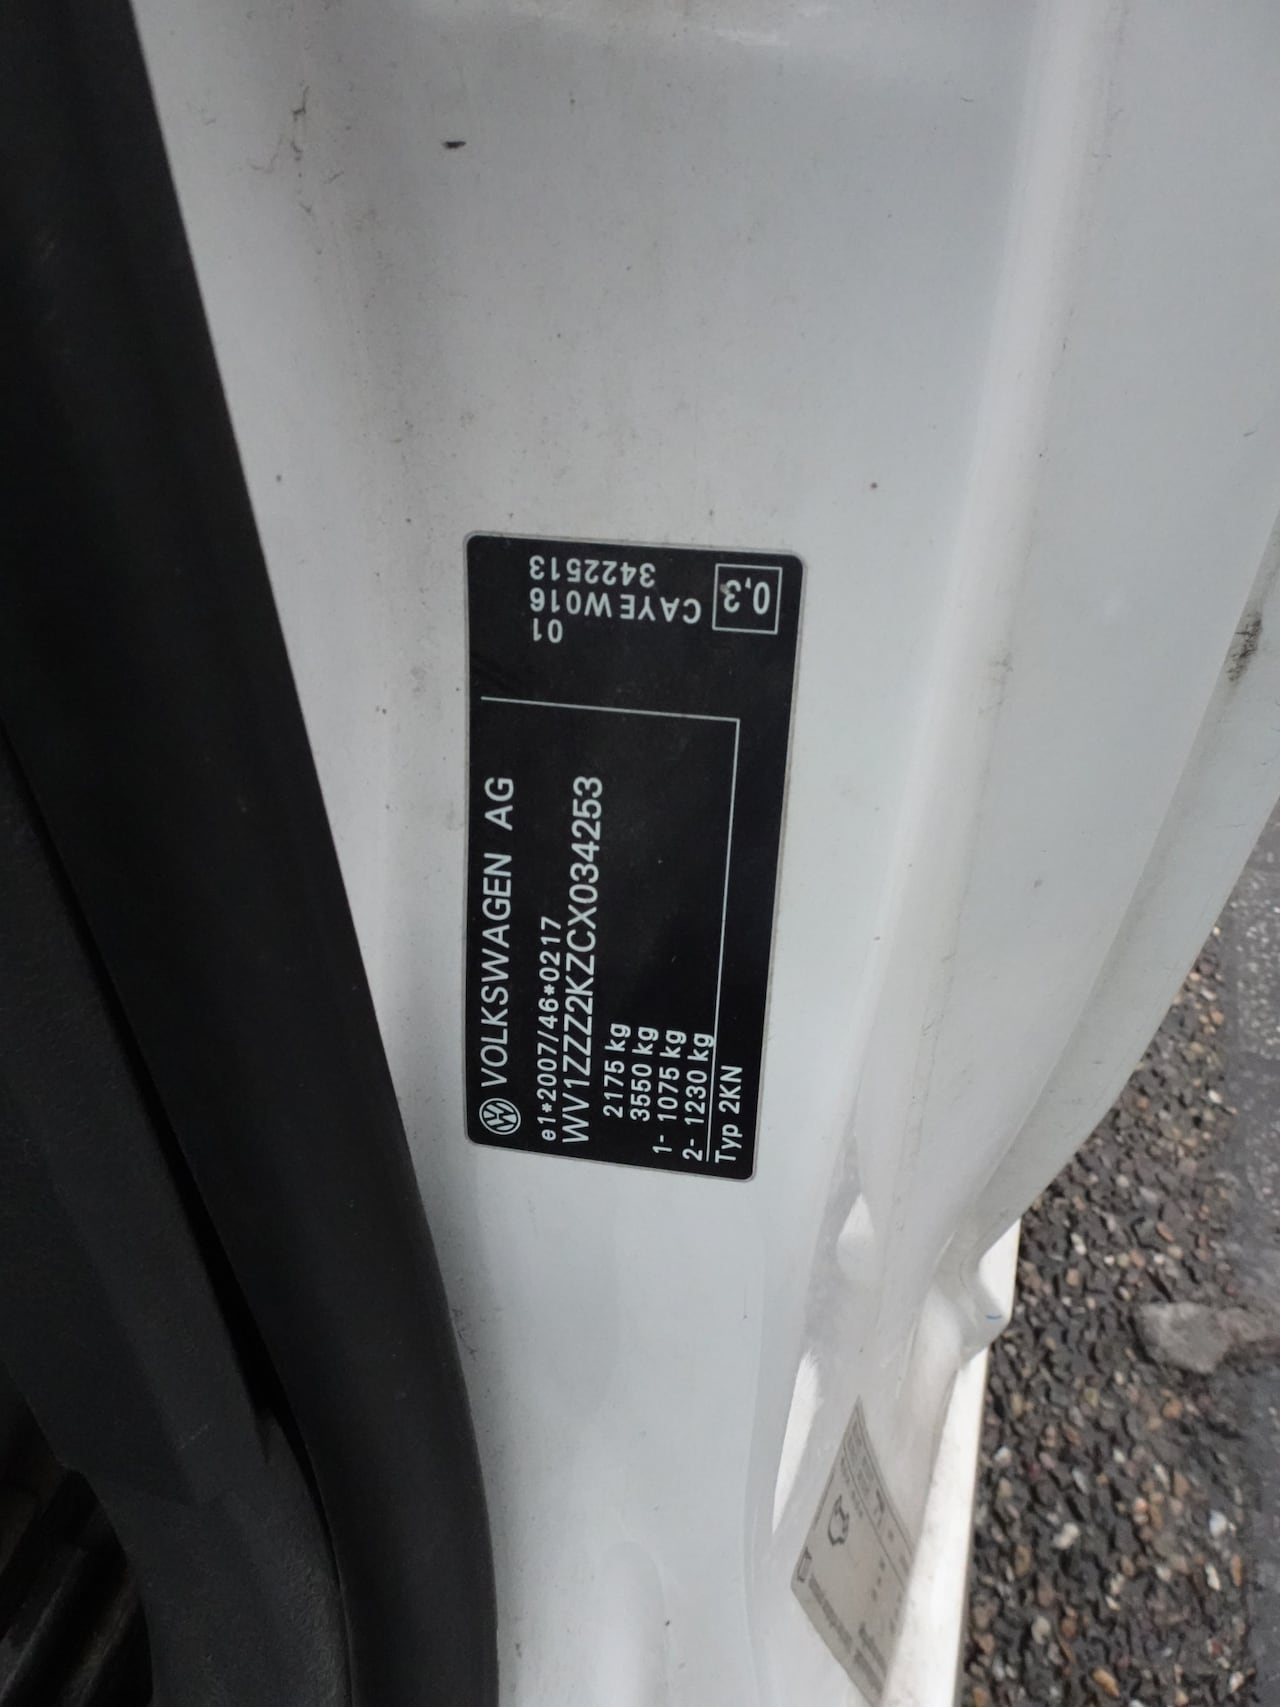 VOLKSWAGEN AG
e1*2007/46*0217
WV1ZZZ2KZCX034253
2175 kg
3550 kg
1- 1075 kg
2- 1230 kg
Typ 2KN
3422513
CAYE W016
01
0,3